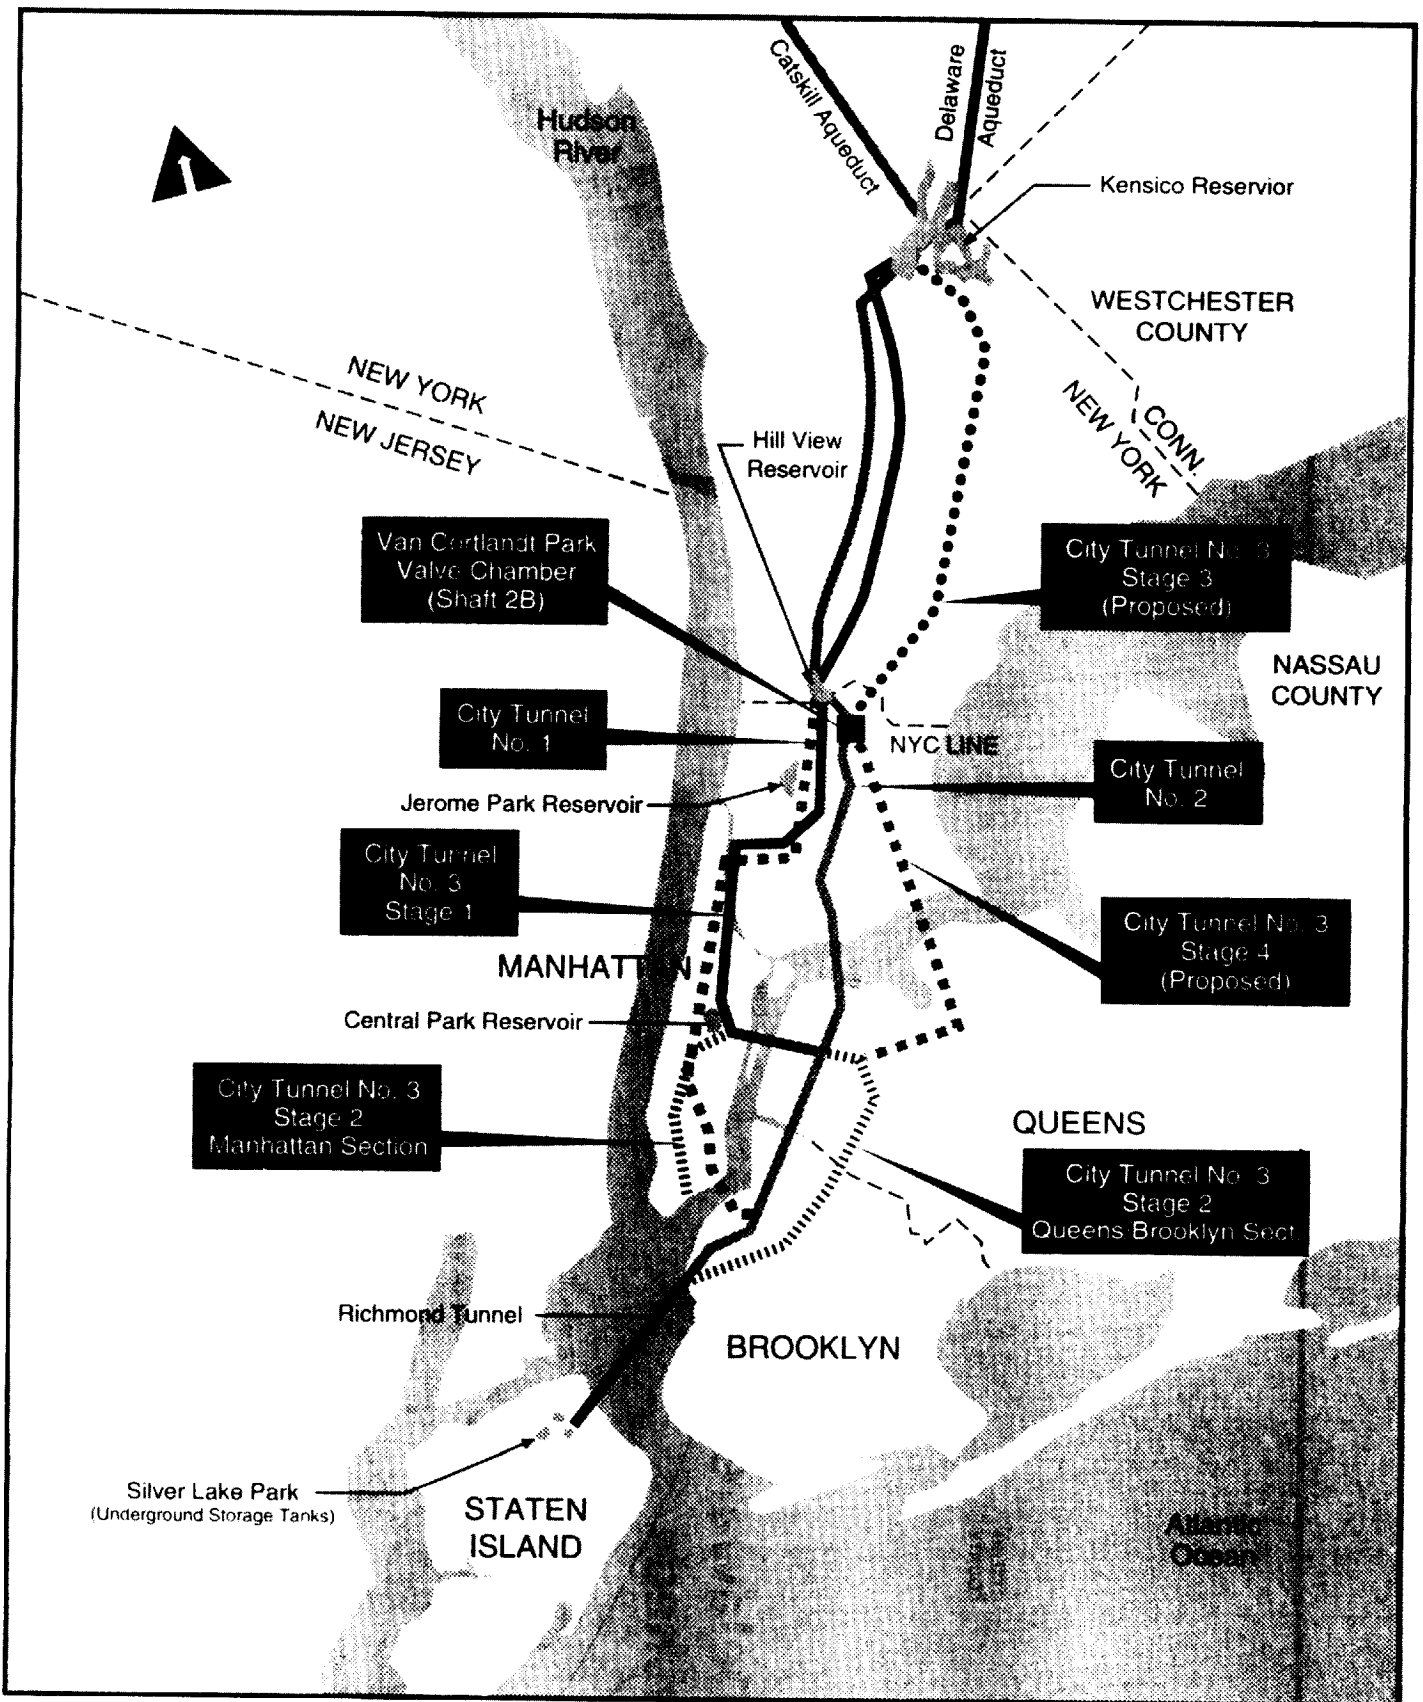 Catskill Aqueduct
Delaware
Aqueduct
Hudson
River
Kensico Reservior
WESTCHESTER
COUNTY
NEW YORK
NEW JERSEY
CONN.
NEW YORK
Hill View
Reservoir
Van Cortlandt Park
Valve Chamber
(Shaft 2B)
City Tunnel No. 3
Stage 3
(Proposed)
NASSAU
COUNTY
City Tunnel
No. 1
NYC LINE
City Tunnel
No. 2
Jerome Park Reservoir
City Tunnel
No. 3
Stage 1
City Tunnel No. 3
Stage 4
(Proposed)
MANHATTAN
Central Park Reservoir
City Tunnel No. 3
Stage 2
Manhattan Section
QUEENS
City Tunnel No. 3
Stage 2
Queens Brooklyn Sect.
Richmond Tunnel
BROOKLYN
Silver Lake Park
(Underground Storage Tanks)
STATEN
ISLAND
Atlantic
Ocean